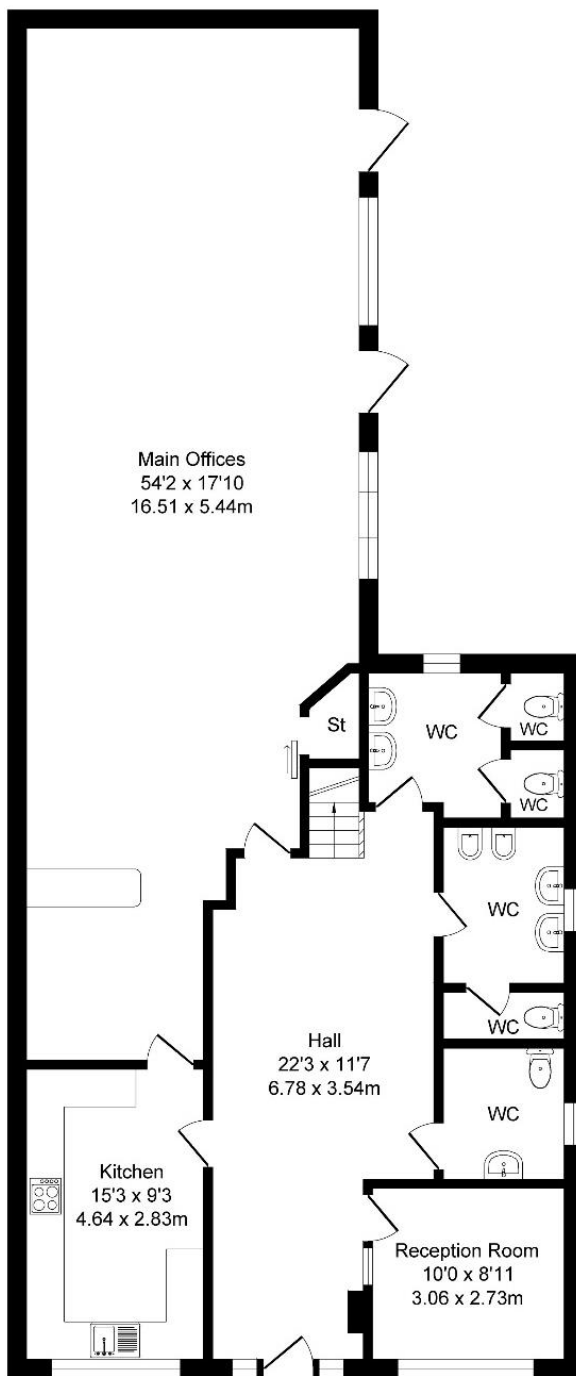 Main Offices
54'2 x 17'10
16.51 x 5.44m
St
WC
WC
WC
WC
WC
Hall
22'3 x 11'7
6.78 x 3.54m
WC
Kitchen
15'3 x 9'3
4.64 x 2.83m
Reception Room
10'0 x 8'11
3.06 x 2.73m